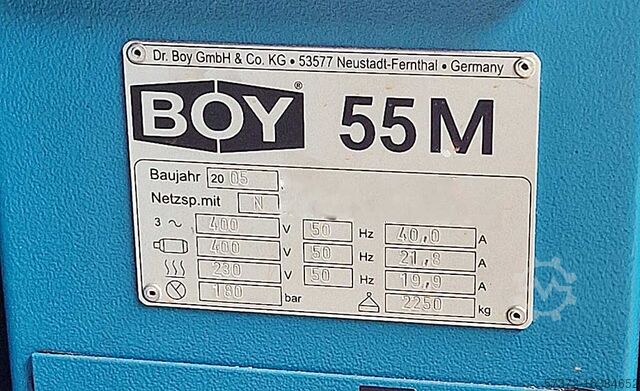 Dr. Boy GmbH & Co. KG • 53577 Neustadt-Fernthal • Germany
BOY® 55 M
Baujahr 20 05
Netzsp.mit N
3 ~ 400 V 50 Hz 40,0 A
400 V 50 Hz 21,8 A
230 V 50 Hz 19,9 A
180 bar 2250 kg